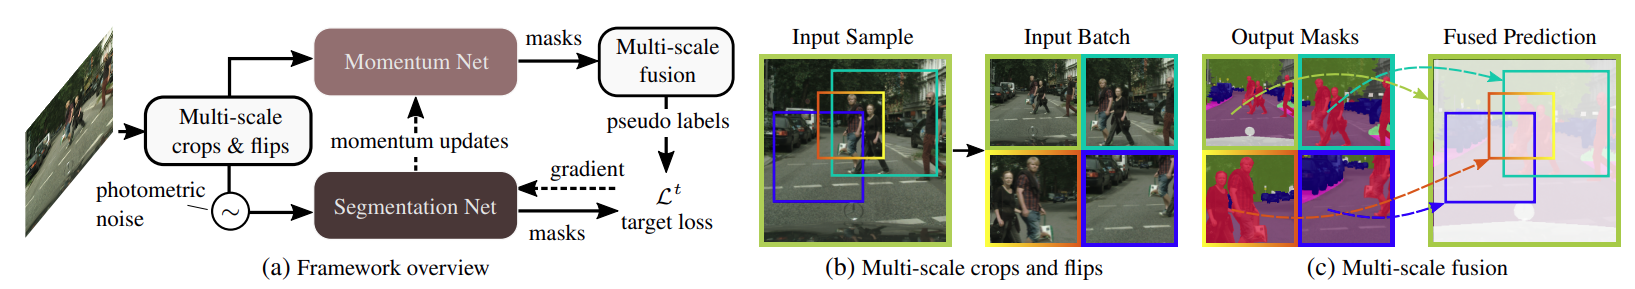 Multi-scale
crops & flips
photometric
noise
~
Momentum Net
momentum updates
Segmentation Net
masks
Multi-scale
fusion
pseudo labels
gradient
ℒᵗ
target loss
masks
(a) Framework overview
Input Sample
Input Batch
(b) Multi-scale crops and flips
Output Masks
Fused Prediction
(c) Multi-scale fusion